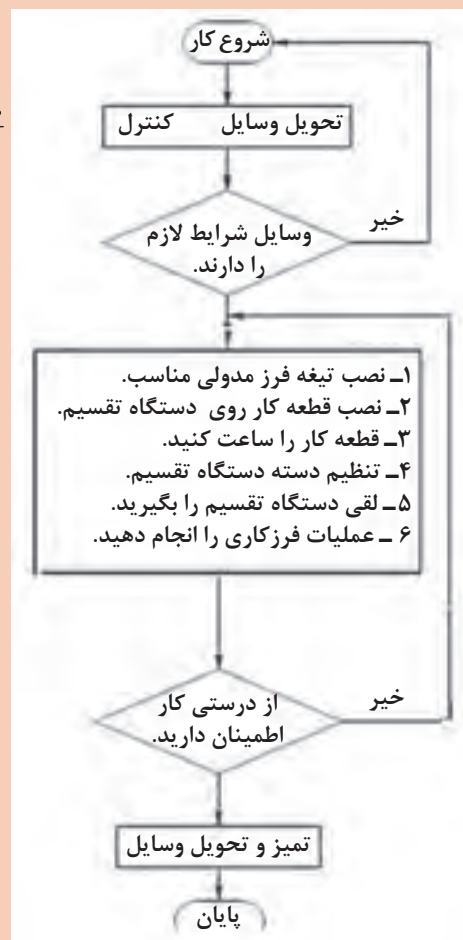 شروع کار
تحویل وسایل کنترل
وسایل شرایط لازم
را دارند.
خیر
۱ـ نصب تیغه فرز مدولی مناسب.
۲ـ نصب قطعه کار روی دستگاه تقسیم.
۳ـ قطعه کار را ساعت کنید.
۴ـ تنظیم دسته دستگاه تقسیم.
۵ـ لقی دستگاه تقسیم را بگیرید.
۶ ـ عملیات فرزکاری را انجام دهید.
از درستی کار
اطمینان دارید.
خیر
تمیز و تحویل وسایل
پایان